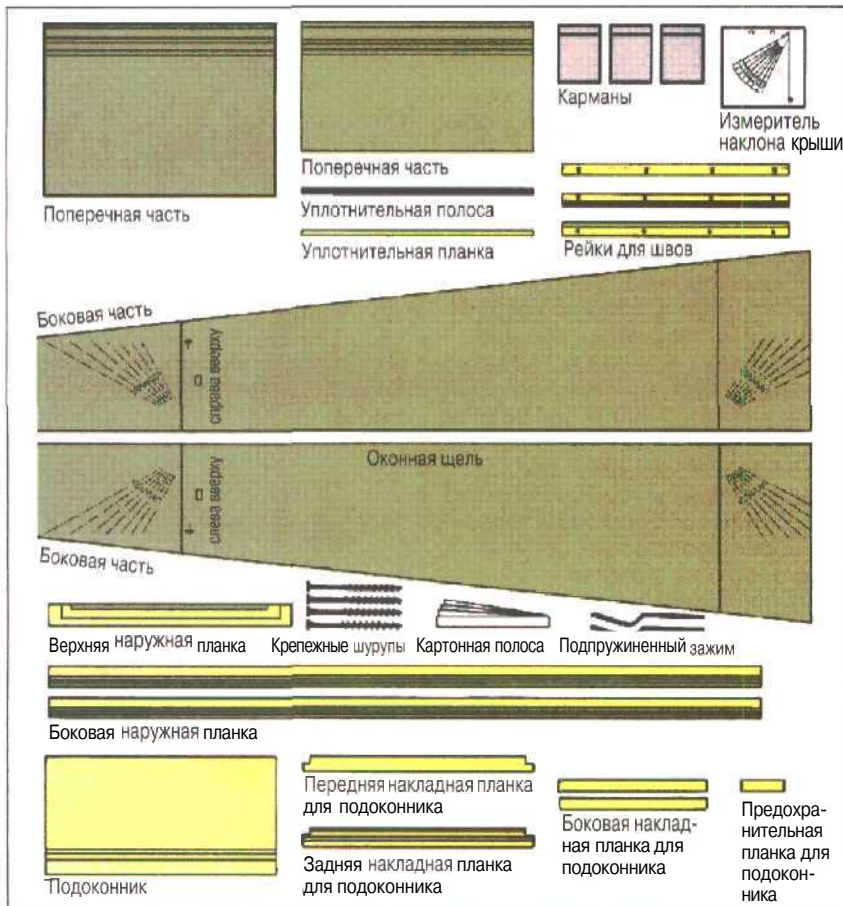 Поперечная часть
Поперечная часть
Уплотнительная полоса
Уплотнительная планка
Карманы
Измеритель
наклона крыши
Рейки для швов
Боковая часть
справа вверху
Оконная щель
слева вверху
Боковая часть
Верхняя наружная планка
Крепежные шурупы
Картонная полоса
Подпружиненный зажим
Боковая наружная планка
Подоконник
Передняя накладная планка
для подоконника
Задняя накладная планка
для подоконника
Боковая наклад-
ная планка для
подоконника
Предохра-
нительная
планка для
подокон-
ника